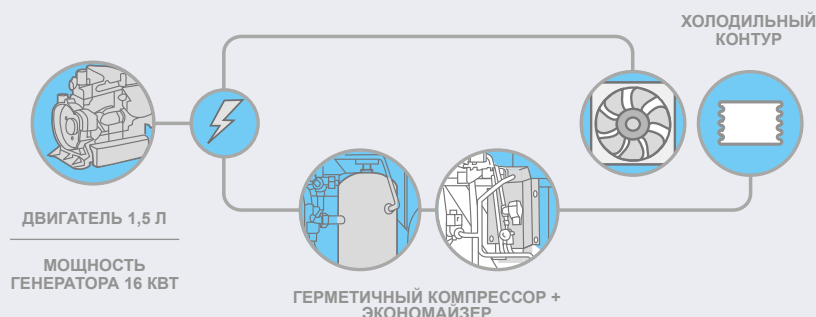 ХОЛОДИЛЬНЫЙ
КОНТУР
ДВИГАТЕЛЬ 1,5 Л
МОЩНОСТЬ
ГЕНЕРАТОРА 16 КВТ
ГЕРМЕТИЧНЫЙ КОМПРЕССОР +
ЭКОНОМАЙЗЕР